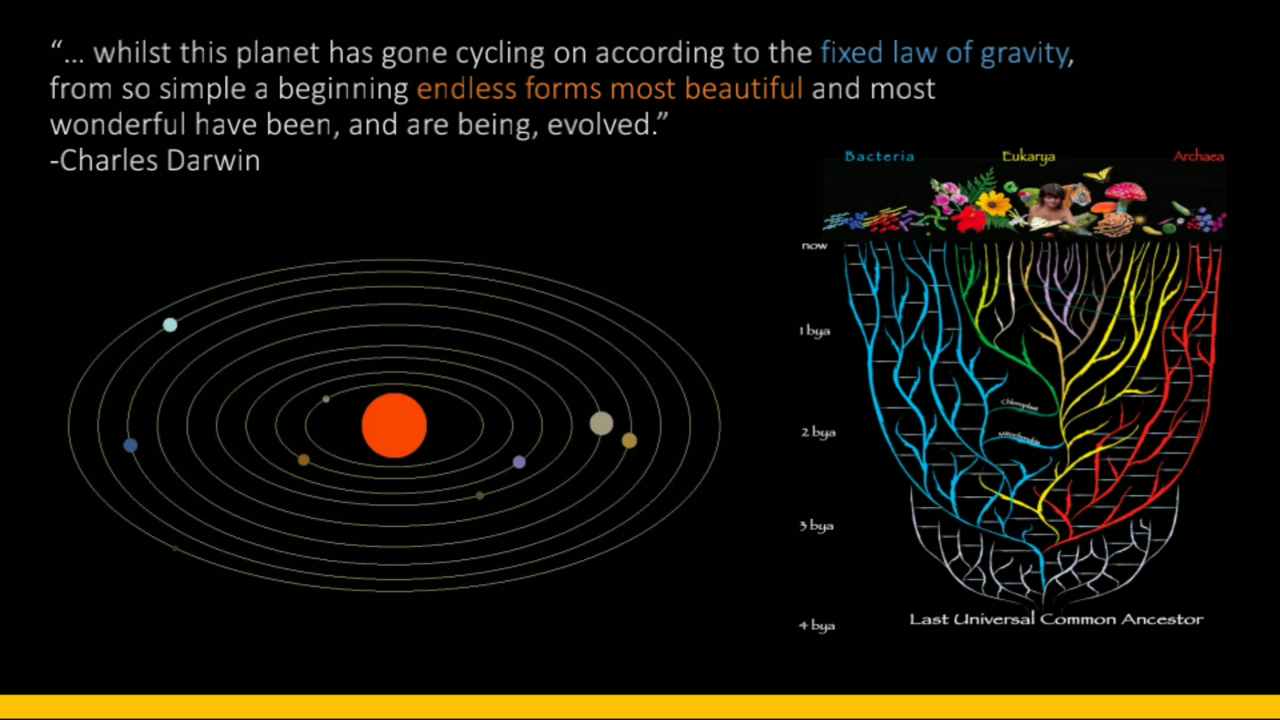 “... whilst this planet has gone cycling on according to the fixed law of gravity,
from so simple a beginning endless forms most beautiful and most
wonderful have been, and are being, evolved.”
-Charles Darwin
Bacteria Eukarya Archaea
now
1 bya
Chloroplast
2 bya
Mitochondria
3 bya
Last Universal Common Ancestor
4 bya